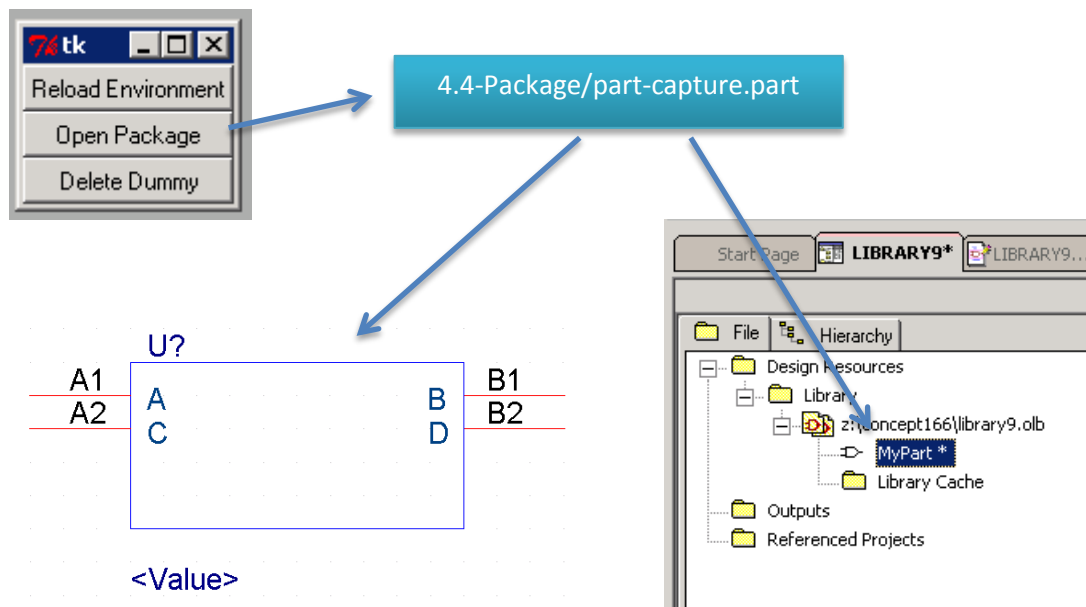 tk
Reload Environment
Open Package
Delete Dummy
4.4-Package/part-capture.part
Start Page
LIBRARY9*
LIBRARY9...
File
Hierarchy
Design Resources
Library
z:\concept166\library9.olb
MyPart *
Library Cache
Outputs
Referenced Projects
U?
A1
A
B
B1
A2
C
D
B2
<Value>